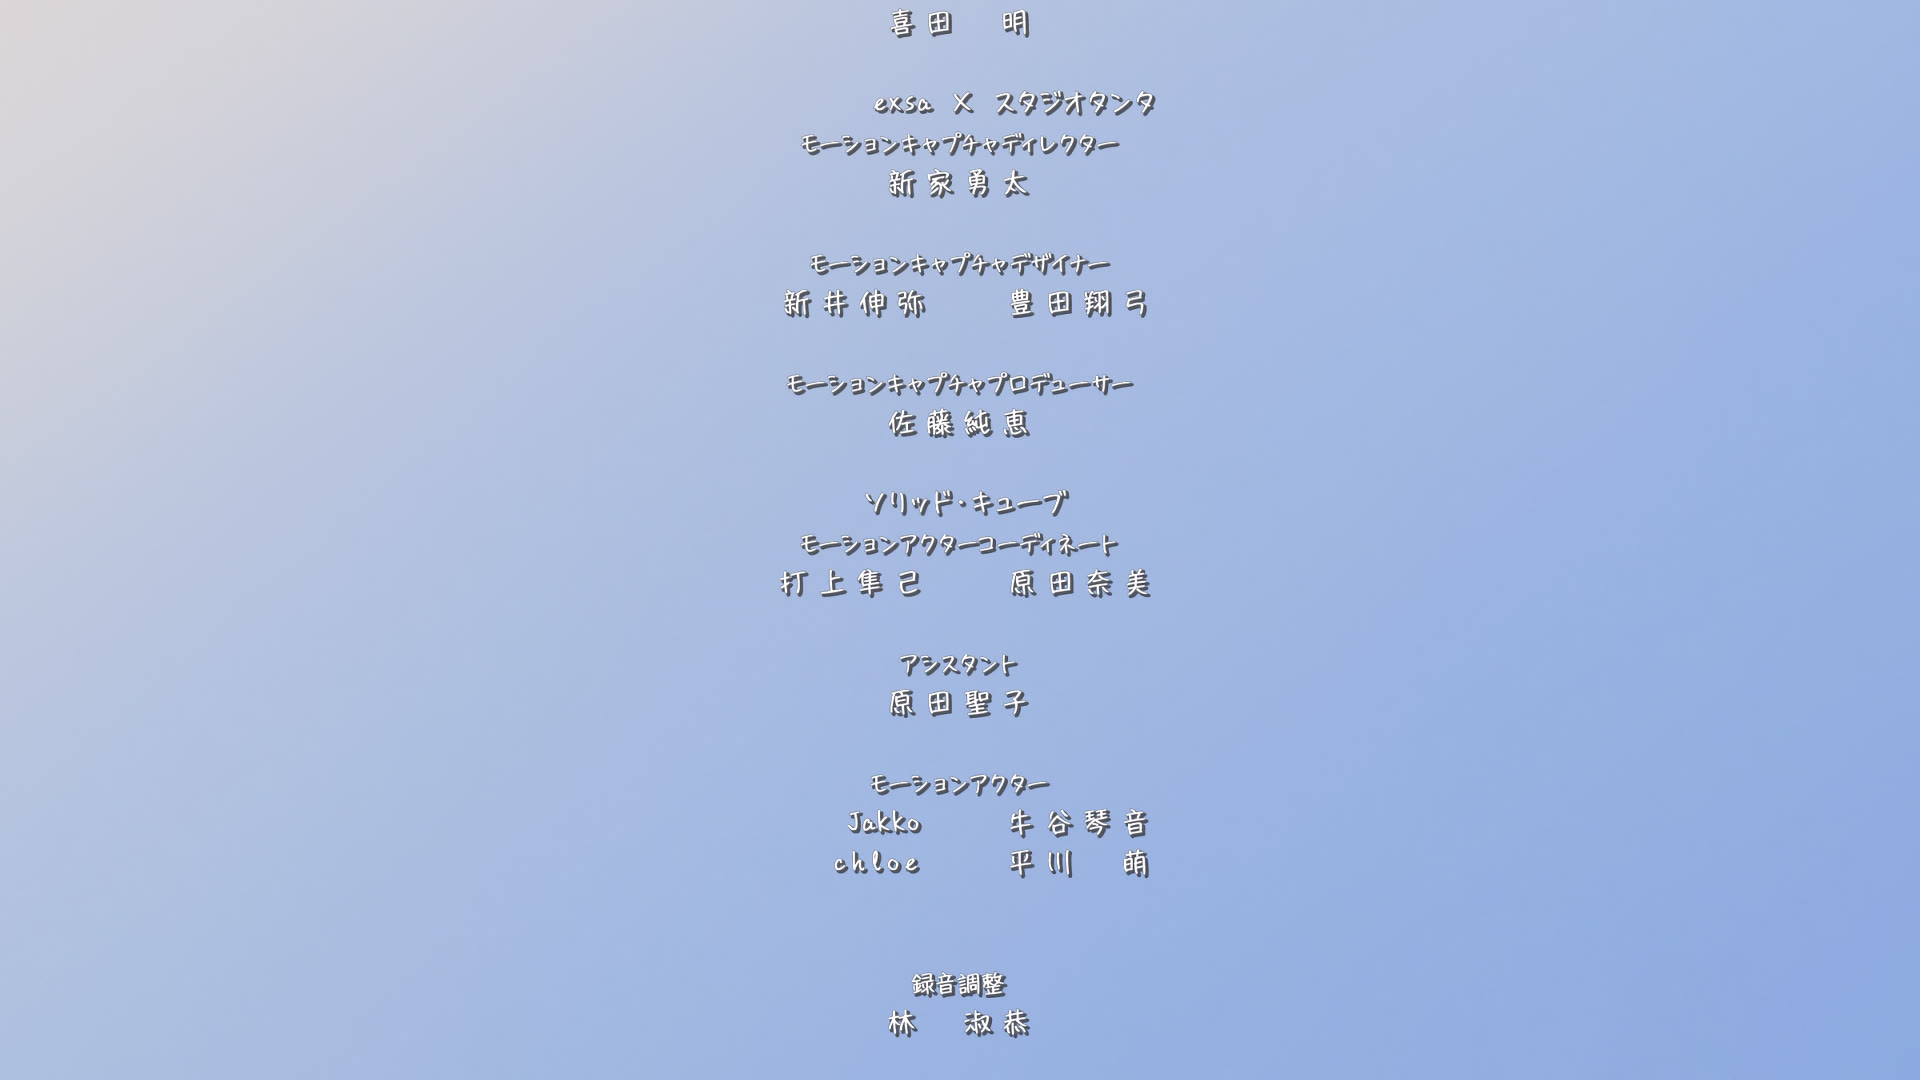 喜田　明
exsa X スタジオタンタ
モーションキャプチャディレクター
新家勇太
モーションキャプチャデザイナー
新井伸弥　豊田翔弓
モーションキャプチャプロデューサー
佐藤純恵
ソリッド・キューブ
モーションアクターコーディネート
打上隼己　原田奈美
アシスタント
原田聖子
モーションアクター
Jakko　牛谷琴音
chloe　平川　萌
録音調整
林　淑恭